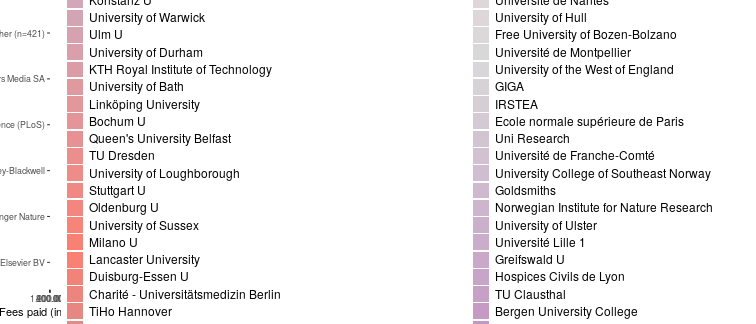 Konstanz U
University of Warwick
Ulm U
University of Durham
KTH Royal Institute of Technology
University of Bath
Linköping University
Bochum U
Queen's University Belfast
TU Dresden
University of Loughborough
Stuttgart U
Oldenburg U
University of Sussex
Milano U
Lancaster University
Duisburg-Essen U
Charité - Universitätsmedizin Berlin
TiHo Hannover
Université de Nantes
University of Hull
Free University of Bozen-Bolzano
Université de Montpellier
University of the West of England
GIGA
IRSTEA
Ecole normale supérieure de Paris
Uni Research
Université de Franche-Comté
University College of Southeast Norway
Goldsmiths
Norwegian Institute for Nature Research
University of Ulster
Université Lille 1
Greifswald U
Hospices Civils de Lyon
TU Clausthal
Bergen University College
her (n=421)
rs Media SA
ence (PLoS)
ey-Blackwell
nger Nature
Elsevier BV
Fees paid (in